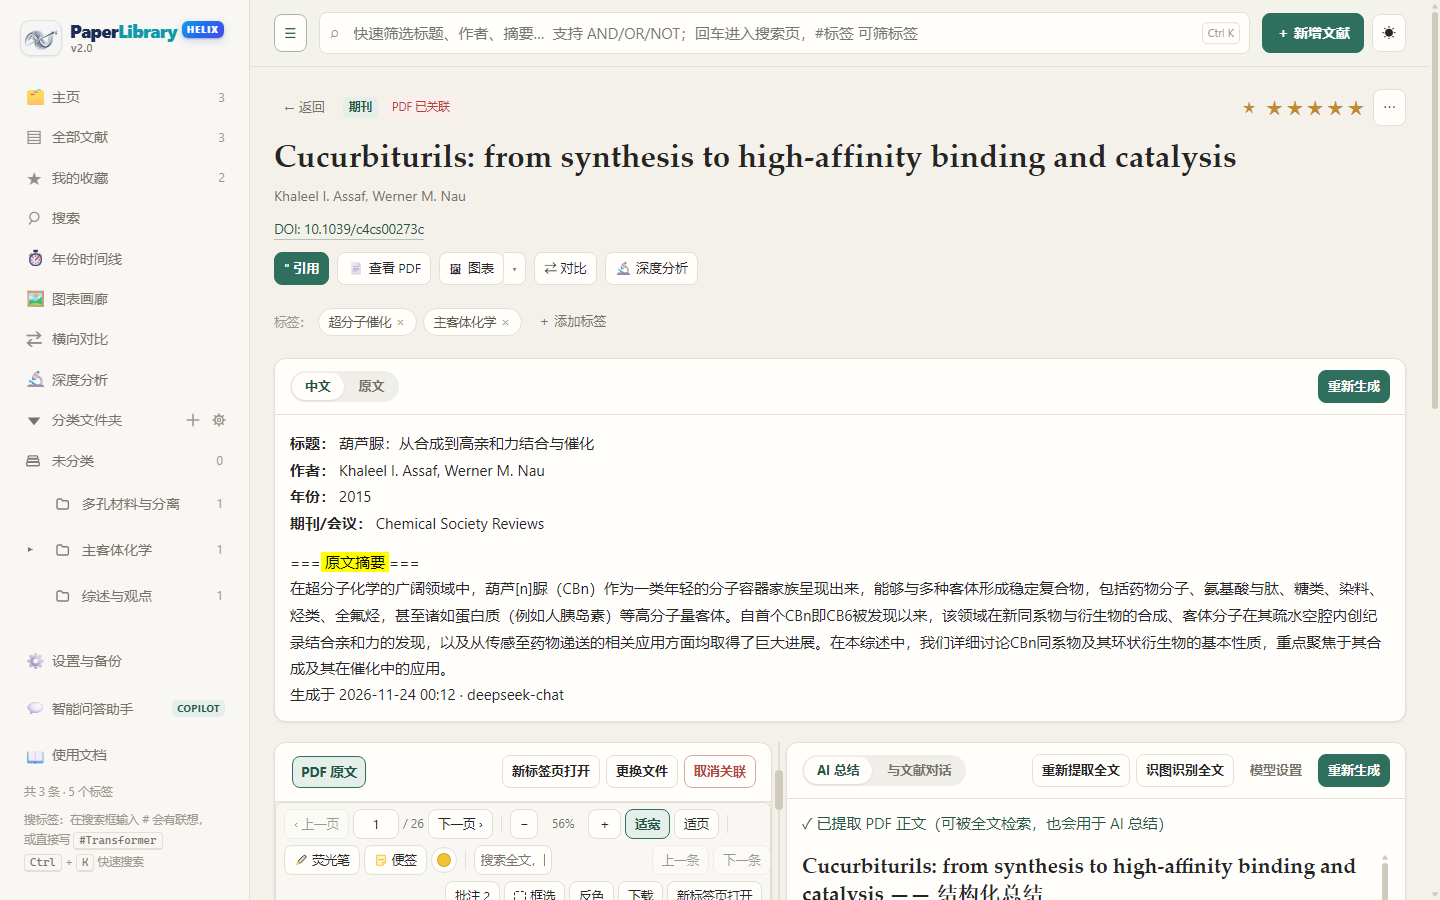 PaperLibrary HELIX
v2.0
主页 3
全部文献 3
我的收藏 2
搜索
年份时间线
图表画廊
横向对比
深度分析
分类文件夹
未分类 0
多孔材料与分离 1
主客体化学 1
综述与观点 1
设置与备份
智能问答助手 COPILOT
使用文档
共 3 条 · 5 个标签
搜标签：在搜索框输入 # 会有联想，
或直接写 #Transformer
Ctrl + K 快速搜索
快速筛选标题、作者、摘要… 支持 AND/OR/NOT；回车进入搜索页，#标签 可筛标签 Ctrl K
+ 新增文献
← 返回 期刊 PDF 已关联
★ ★★★★★ ···
Cucurbiturils: from synthesis to high-affinity binding and catalysis
Khaleel I. Assaf, Werner M. Nau
DOI: 10.1039/c4cs00273c
" 引用 查看 PDF 图表 对比 深度分析
标签： 超分子催化 × 主客体化学 × + 添加标签
中文 原文 重新生成
标题： 葫芦脲：从合成到高亲和力结合与催化
作者： Khaleel I. Assaf, Werner M. Nau
年份： 2015
期刊/会议： Chemical Society Reviews
=== 原文摘要 ===
在超分子化学的广阔领域中，葫芦[n]脲（CBn）作为一类年轻的分子容器家族呈现出来，能够与多种客体形成稳定复合物，包括药物分子、氨基酸与肽、糖类、染料、
烃类、全氟烃，甚至诸如蛋白质（例如人胰岛素）等高分子量客体。自首个CBn即CB6被发现以来，该领域在新同系物与衍生物的合成、客体分子在其疏水空腔内创纪
录结合亲和力的发现，以及从传感至药物递送的相关应用方面均取得了巨大进展。在本综述中，我们详细讨论CBn同系物及其环状衍生物的基本性质，重点聚焦于其合
成及其在催化中的应用。
生成于 2026-11-24 00:12 · deepseek-chat
PDF 原文 新标签页打开 更换文件 取消关联
‹ 上一页 1 / 26 下一页 › − 56% + 适宽 适页
荧光笔 便签 搜索全文, 上一条 下一条
批注 2 框选 反色 下载 新标签页打开
AI 总结 与文献对话 重新提取全文 识图识别全文 模型设置 重新生成
✓ 已提取 PDF 正文（可被全文检索，也会用于 AI 总结）
Cucurbiturils: from synthesis to high-affinity binding and
catalysis —— 结构化总结